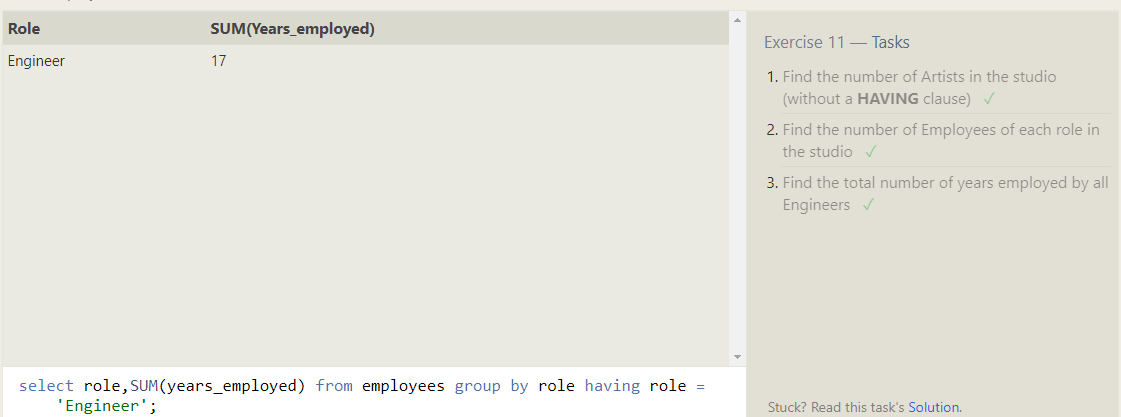 Role SUM(Years_employed)
Engineer 17
select role,SUM(years_employed) from employees group by role having role =
'Engineer';
Exercise 11 — Tasks
1. Find the number of Artists in the studio
(without a HAVING clause) ✓
2. Find the number of Employees of each role in
the studio ✓
3. Find the total number of years employed by all
Engineers ✓
Stuck? Read this task's Solution.